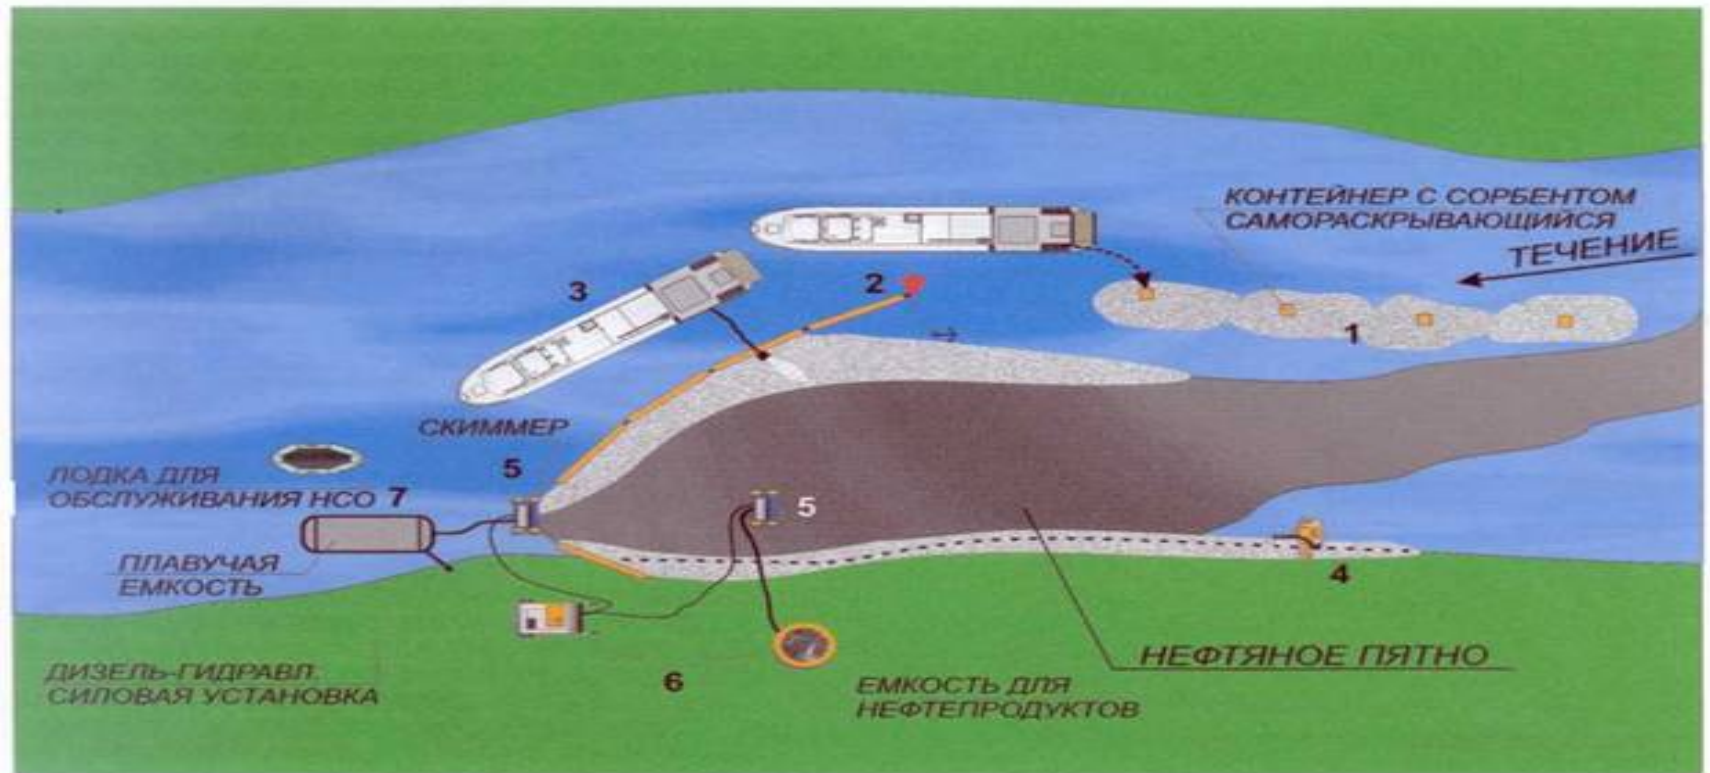 КОНТЕЙНЕР С СОРБЕНТОМ
САМОРАСКРЫВАЮЩИЙСЯ
ТЕЧЕНИЕ
3
2
1
СКИММЕР
5
ЛОДКА ДЛЯ
ОБСЛУЖИВАНИЯ НСО 7
5
ПЛАВУЧАЯ
ЕМКОСТЬ
4
НЕФТЯНОЕ ПЯТНО
ДИЗЕЛЬ-ГИДРАВЛ.
СИЛОВАЯ УСТАНОВКА
6
ЕМКОСТЬ ДЛЯ
НЕФТЕПРОДУКТОВ